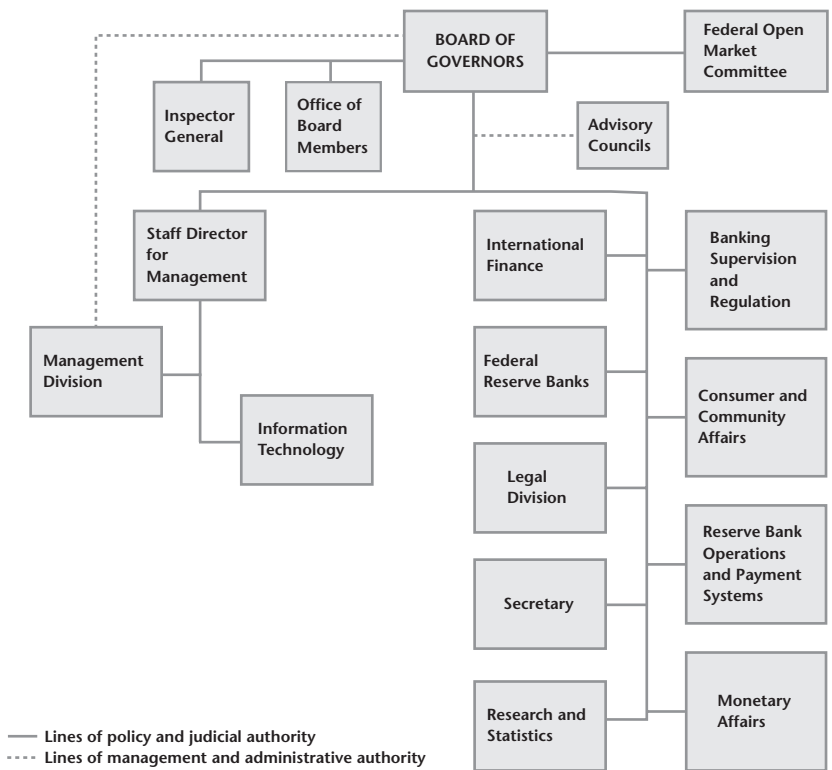 BOARD OF
GOVERNORS
Federal Open
Market
Committee
Inspector
General
Office of
Board
Members
Advisory
Councils
Staff Director
for
Management
International
Finance
Banking
Supervision
and
Regulation
Management
Division
Federal
Reserve Banks
Consumer and
Community
Affairs
Information
Technology
Legal
Division
Reserve Bank
Operations
and Payment
Systems
Secretary
Research and
Statistics
Monetary
Affairs
Lines of policy and judicial authority
Lines of management and administrative authority